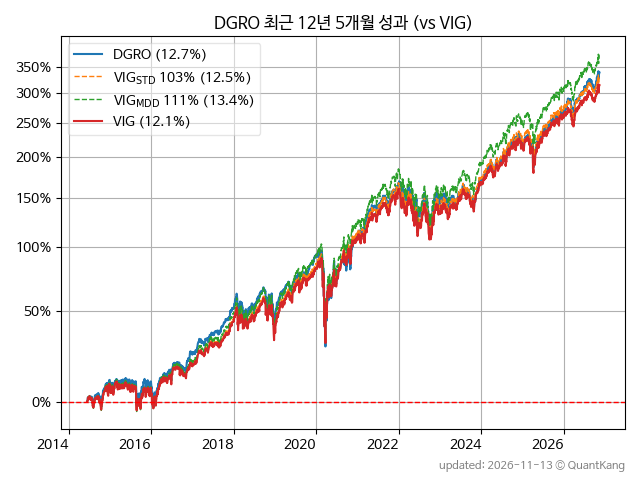 DGRO 최근 12년 5개월 성과 (vs VIG)
DGRO (12.7%)
VIG_STD 103% (12.5%)
VIG_MDD 111% (13.4%)
VIG (12.1%)
350%
300%
250%
200%
150%
100%
50%
0%
2014 2016 2018 2020 2022 2024 2026
updated: 2026-11-13 © QuantKang